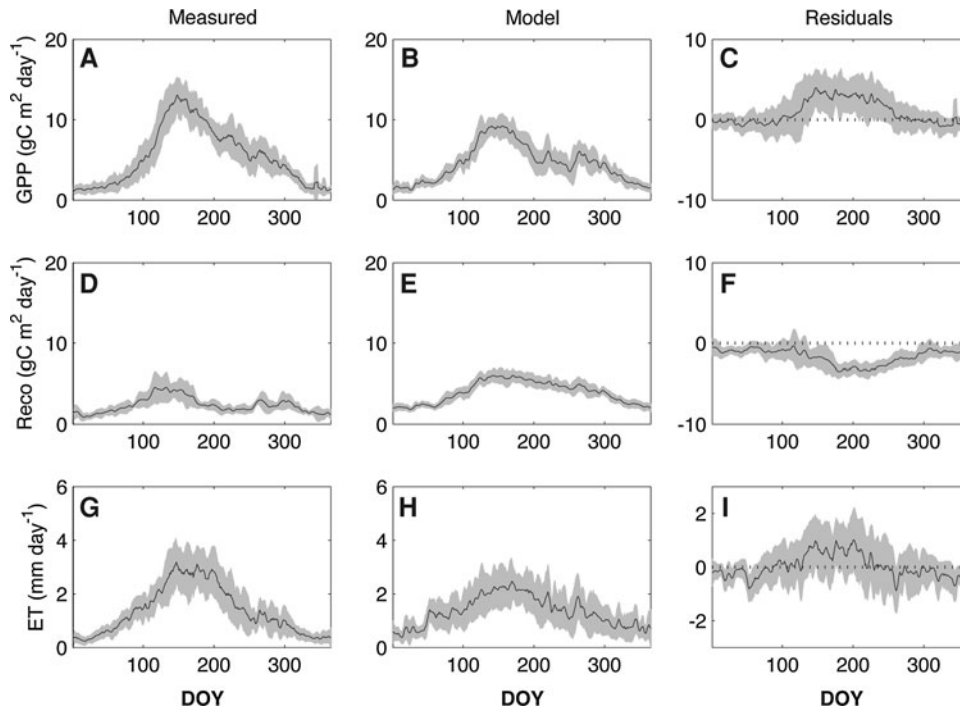 Measured Model Residuals
A B C
20 20 10
GPP (gC m² day⁻¹)
10 10 0
0 0 -10
100 200 300 100 200 300 100 200 300
D E F
20 20 10
Reco (gC m² day⁻¹)
10 10 0
0 0 -10
100 200 300 100 200 300 100 200 300
G H I
6 6
ET (mm day⁻¹)
4 4 2
2 2 0
0 0 -2
100 200 300 100 200 300 100 200 300
DOY DOY DOY